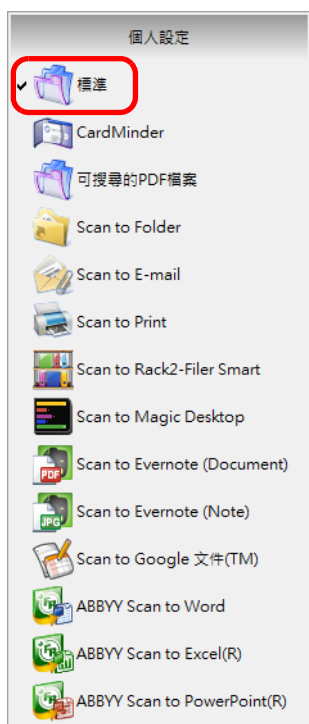 個人設定
標準
CardMinder
可搜尋的PDF檔案
Scan to Folder
Scan to E-mail
Scan to Print
Scan to Rack2-Filer Smart
Scan to Magic Desktop
PDF
Scan to Evernote (Document)
JPG
Scan to Evernote (Note)
Scan to Google 文件(TM)
ABBYY Scan to Word
ABBYY Scan to Excel(R)
ABBYY Scan to PowerPoint(R)